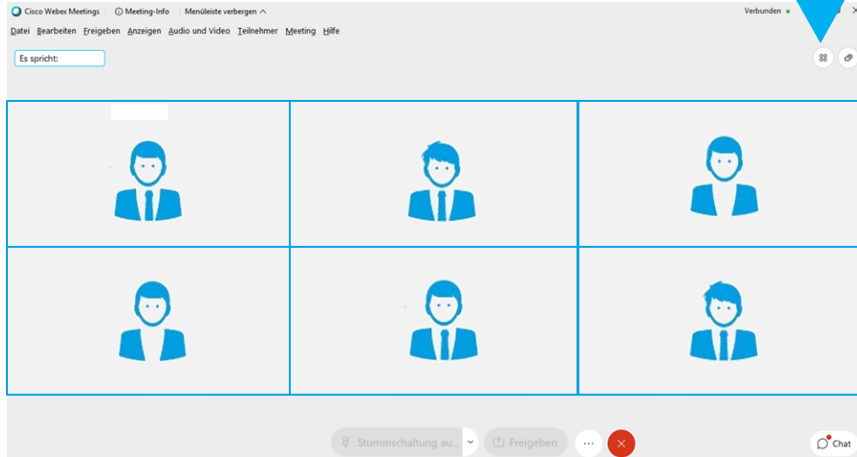 Cisco Webex Meetings Meeting-Info Menüleiste verbergen Verbunden
Datei Bearbeiten Freigeben Anzeigen Audio und Video Teilnehmer Meeting Hilfe
Es spricht:
Stummschaltung au... Freigeben ... Chat